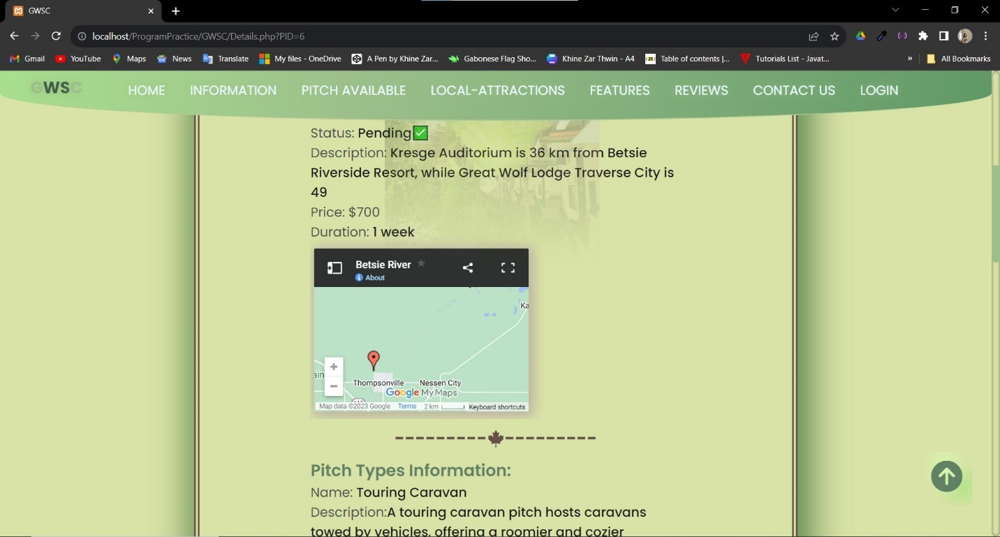 GWSC
localhost/ProgramPractice/GWSC/Details.php?PID=6
Gmail YouTube Maps News Translate My files - OneDrive A Pen by Khine Zar... Gabonese Flag Sho... Khine Zar Thwin - A4 Table of contents |... Tutorials List - Javat... » All Bookmarks
GWSC HOME INFORMATION PITCH AVAILABLE LOCAL-ATTRACTIONS FEATURES REVIEWS CONTACT US LOGIN
Status: Pending✅
Description: Kresge Auditorium is 36 km from Betsie
Riverside Resort, while Great Wolf Lodge Traverse City is
49
Price: $700
Duration: 1 week
Betsie River
About
Ka
ain
Thompsonville Nessen City
Google My Maps
Map data ©2023 Google Terms 2 km Keyboard shortcuts
Pitch Types Information:
Name: Touring Caravan
Description:A touring caravan pitch hosts caravans
towed by vehicles, offering a roomier and cozier